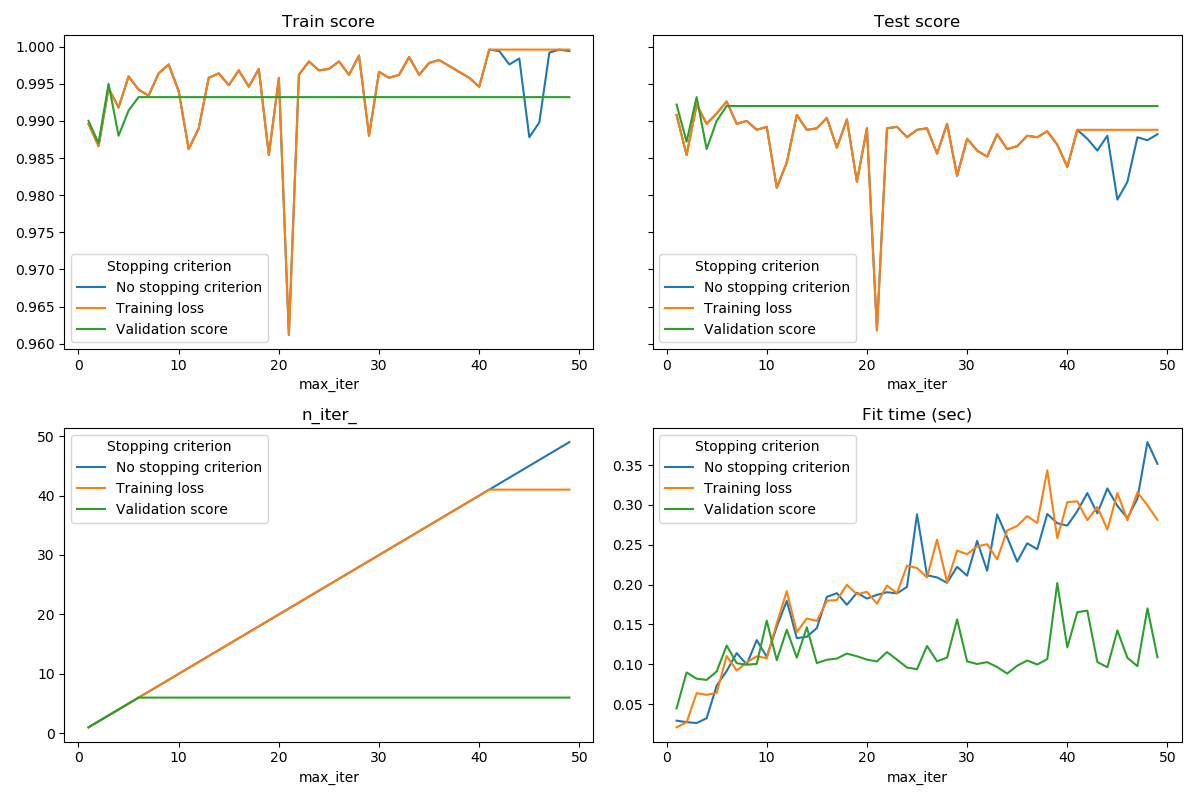 Train score
1.000
0.995
0.990
0.985
0.980
0.975
0.970
0.965
0.960
Stopping criterion
No stopping criterion
Training loss
Validation score
0 10 20 30 40 50
max_iter
Test score
Stopping criterion
No stopping criterion
Training loss
Validation score
0 10 20 30 40 50
max_iter
n_iter_
50
40
30
20
10
0
Stopping criterion
No stopping criterion
Training loss
Validation score
0 10 20 30 40 50
max_iter
Fit time (sec)
0.35
0.30
0.25
0.20
0.15
0.10
0.05
Stopping criterion
No stopping criterion
Training loss
Validation score
0 10 20 30 40 50
max_iter